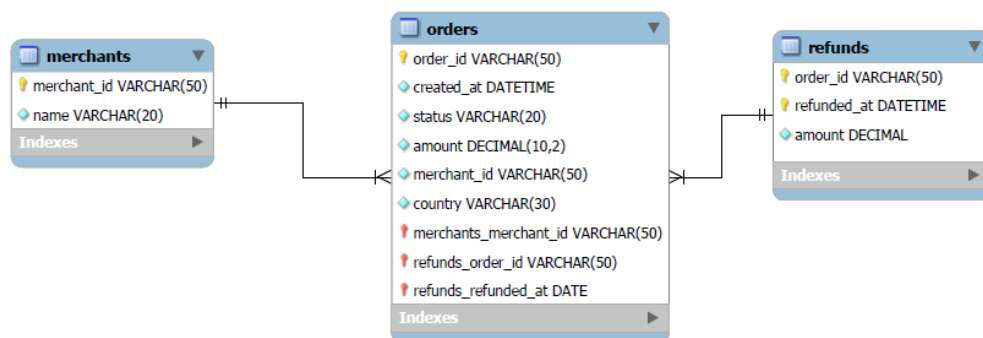 merchants
merchant_id VARCHAR(50)
name VARCHAR(20)
Indexes
orders
order_id VARCHAR(50)
created_at DATETIME
status VARCHAR(20)
amount DECIMAL(10,2)
merchant_id VARCHAR(50)
country VARCHAR(30)
merchants_merchant_id VARCHAR(50)
refunds_order_id VARCHAR(50)
refunds_refunded_at DATE
Indexes
refunds
order_id VARCHAR(50)
refunded_at DATETIME
amount DECIMAL
Indexes